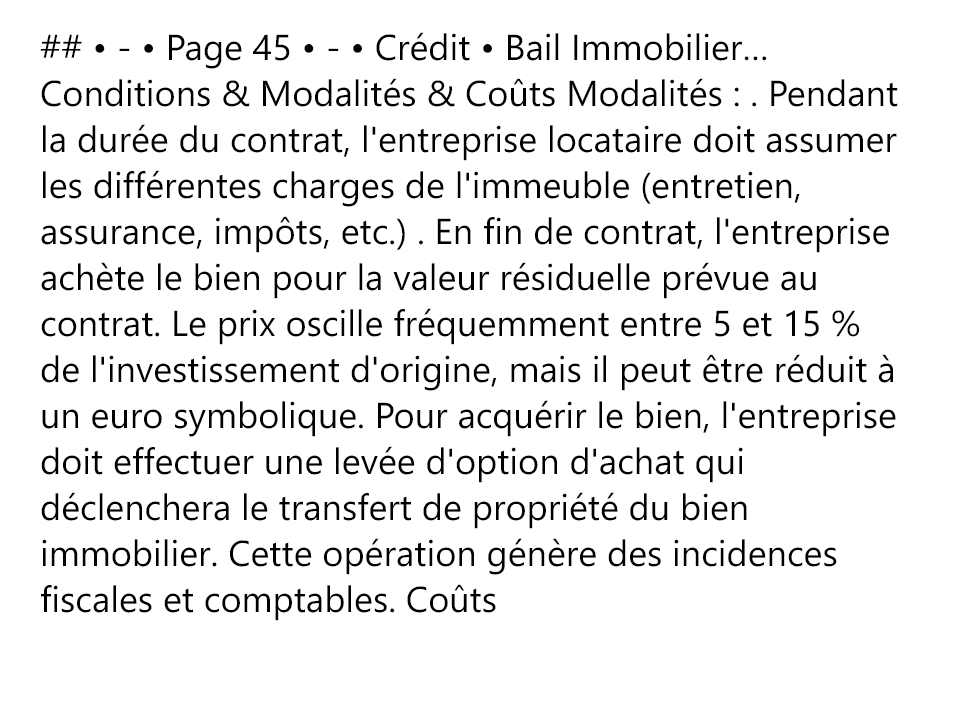 ## • - • Page 45 • - • Crédit • Bail Immobilier...
Conditions & Modalités & Coûts Modalités : . Pendant
la durée du contrat, l'entreprise locataire doit assumer
les différentes charges de l'immeuble (entretien,
assurance, impôts, etc.) . En fin de contrat, l'entreprise
achète le bien pour la valeur résiduelle prévue au
contrat. Le prix oscille fréquemment entre 5 et 15 %
de l'investissement d'origine, mais il peut être réduit à
un euro symbolique. Pour acquérir le bien, l'entreprise
doit effectuer une levée d'option d'achat qui
déclenchera le transfert de propriété du bien
immobilier. Cette opération génère des incidences
fiscales et comptables. Coûts